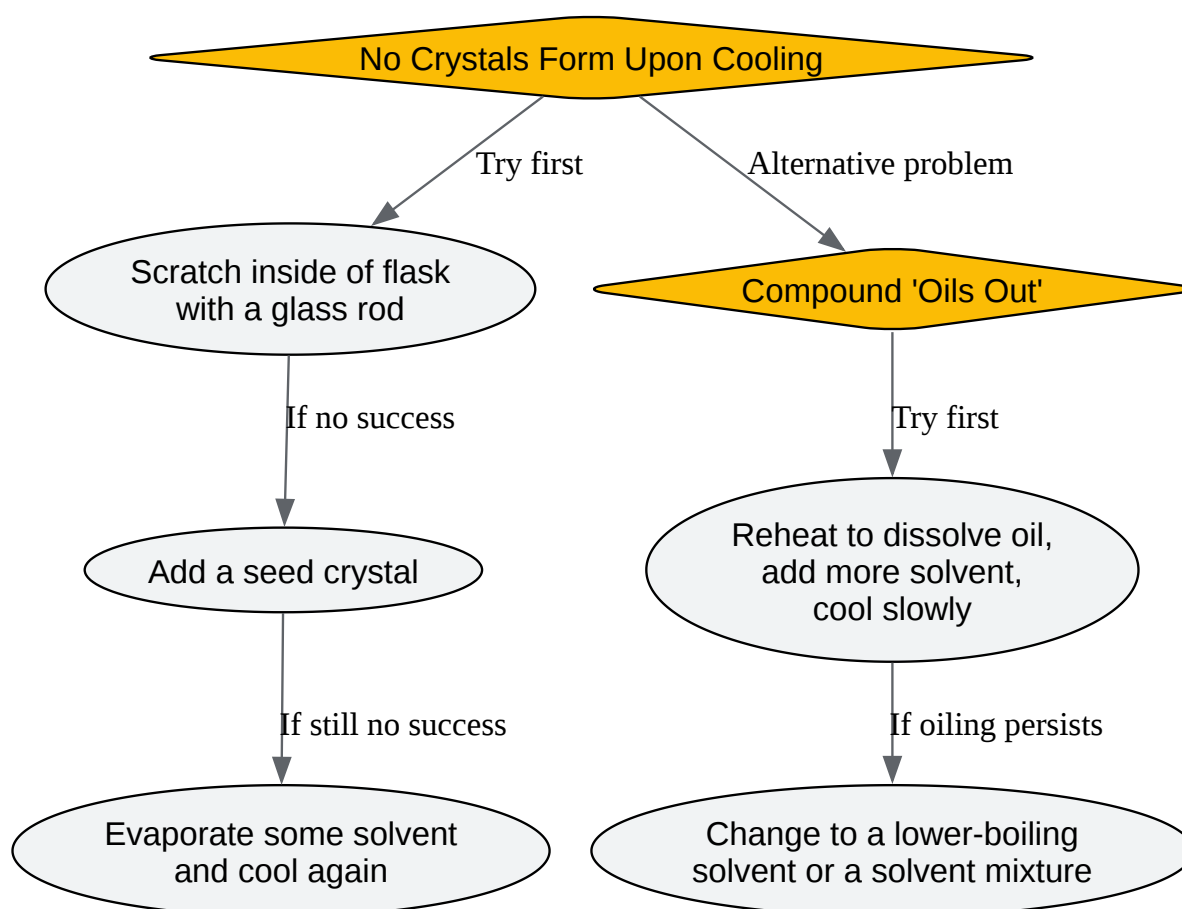 No Crystals Form Upon Cooling
Try first
Alternative problem
Scratch inside of flask
with a glass rod
Compound 'Oils Out'
If no success
Try first
Add a seed crystal
Reheat to dissolve oil,
add more solvent,
cool slowly
If still no success
If oiling persists
Evaporate some solvent
and cool again
Change to a lower-boiling
solvent or a solvent mixture